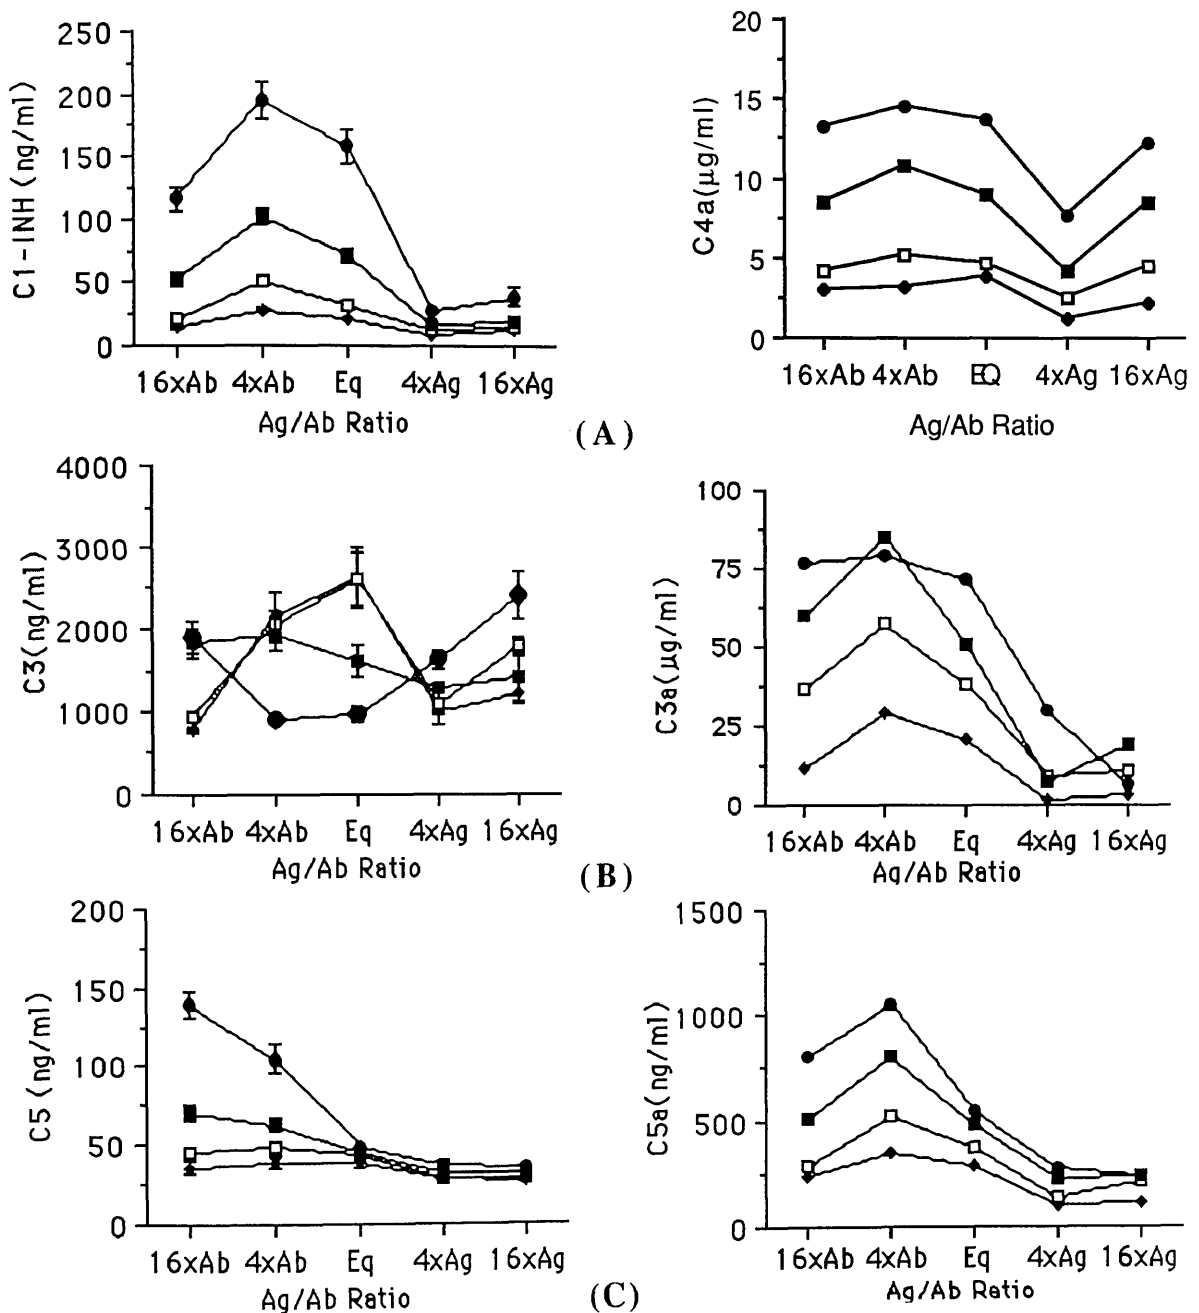 C1-INH (ng/ml)
250
200
150
100
50
0
16xAb 4xAb Eq 4xAg 16xAg
Ag/Ab Ratio
C4a(μg/ml)
20
15
10
5
0
16xAb 4xAb EQ 4xAg 16xAg
Ag/Ab Ratio
(A)
C3(ng/ml)
4000
3000
2000
1000
0
16xAb 4xAb Eq 4xAg 16xAg
Ag/Ab Ratio
C3a(μg/ml)
100
75
50
25
0
16xAb 4xAb Eq 4xAg 16xAg
Ag/Ab Ratio
(B)
C5 (ng/ml)
200
150
100
50
0
16xAb 4xAb Eq 4xAg 16xAg
Ag/Ab Ratio
C5a(ng/ml)
1500
1000
500
0
16xAb 4xAb Eq 4xAg 16xAg
Ag/Ab Ratio
(C)